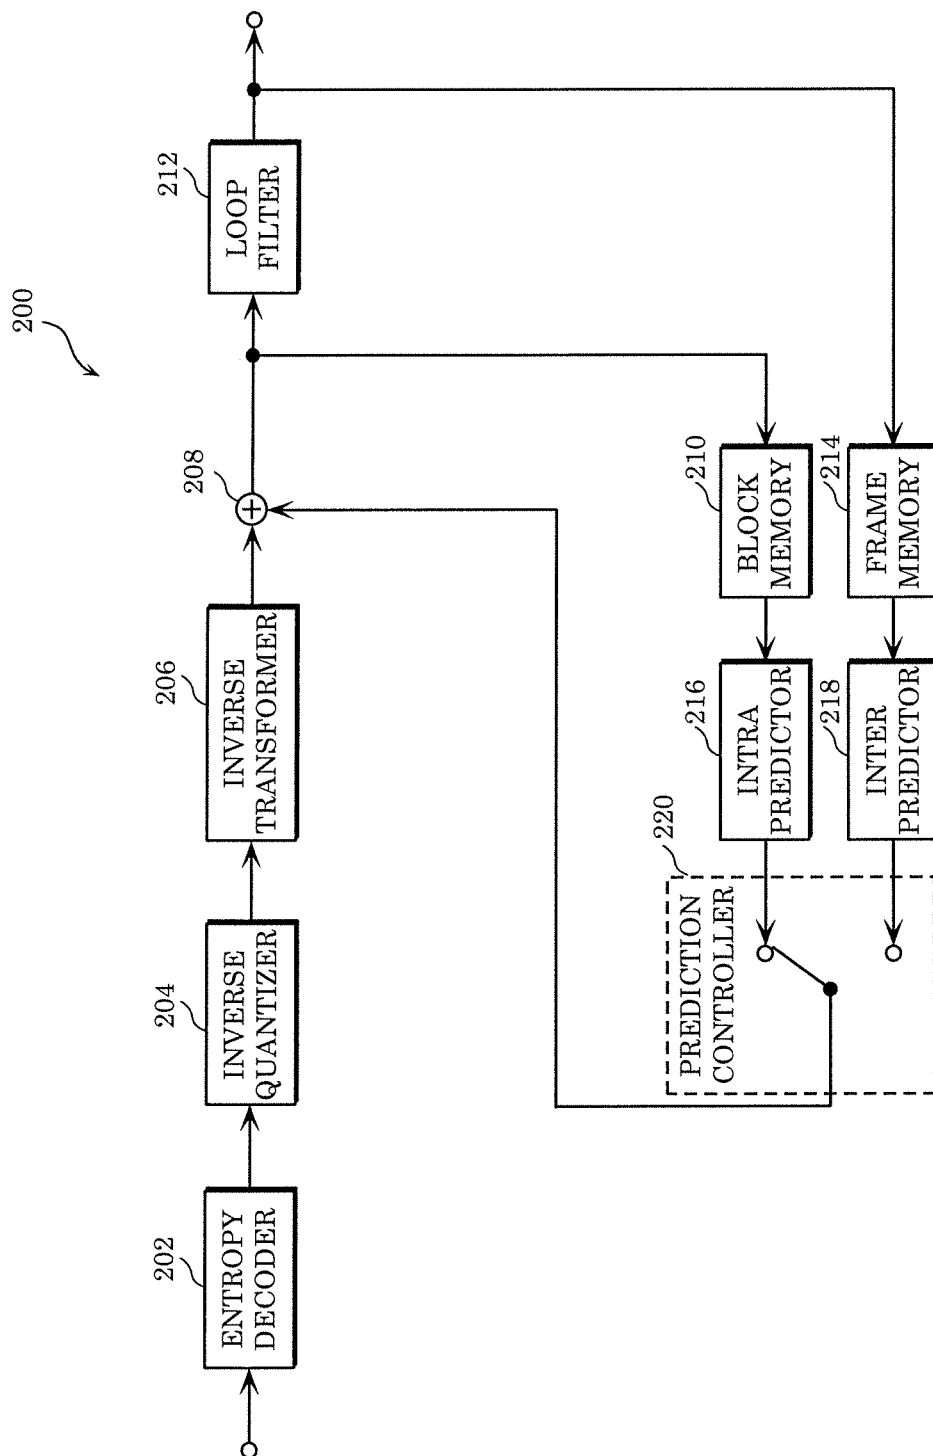 200
202
ENTROPY
DECODER
204
INVERSE
QUANTIZER
206
INVERSE
TRANSFORMER
208
+
212
LOOP
FILTER
220
PREDICTION
CONTROLLER
216
INTRA
PREDICTOR
210
BLOCK
MEMORY
218
INTER
PREDICTOR
214
FRAME
MEMORY